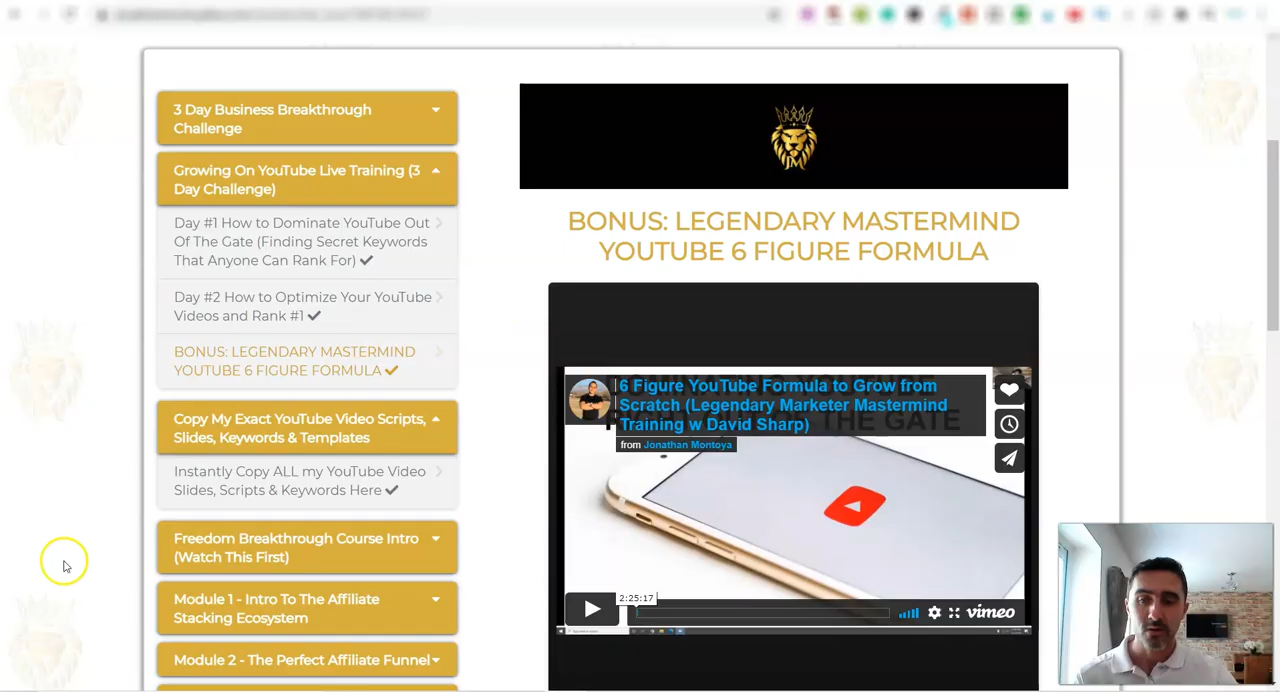 3 Day Business Breakthrough
Challenge
Growing On YouTube Live Training (3
Day Challenge)
Day #1 How to Dominate YouTube Out
Of The Gate (Finding Secret Keywords
That Anyone Can Rank For)
Day #2 How to Optimize Your YouTube
Videos and Rank #1
BONUS: LEGENDARY MASTERMIND
YOUTUBE 6 FIGURE FORMULA
Copy My Exact YouTube Video Scripts,
Slides, Keywords & Templates
Instantly Copy ALL my YouTube Video
Slides, Scripts & Keywords Here
Freedom Breakthrough Course Intro
(Watch This First)
Module 1 - Intro To The Affiliate
Stacking Ecosystem
Module 2 - The Perfect Affiliate Funnel
JM
BONUS: LEGENDARY MASTERMIND
YOUTUBE 6 FIGURE FORMULA
6 Figure YouTube Formula to Grow from
Scratch (Legendary Marketer Mastermind
Training w David Sharp)
from Jonathan Montoya
2:25:17
vimeo